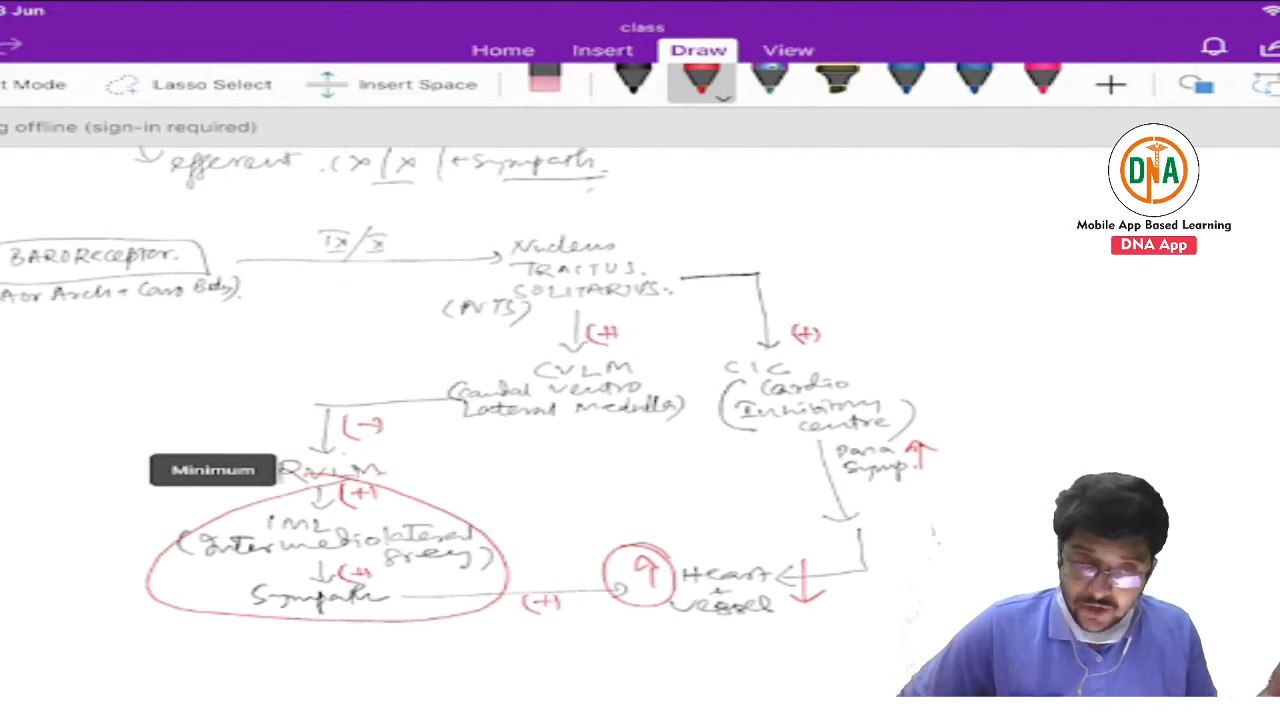 3 Jun
class
Home Insert Draw View
t Mode Lasso Select Insert Space
g offline (sign-in required)
efferent . (X / X / + Sympath.
DNA
Mobile App Based Learning
DNA App
BARORecepTor.
IX / X
Nucleus
TRACTUS.
SOLITARIUS.
(NTS)
(+)
(+)
CVLM
(Caudal Ventro
Lateral Medulla)
CIC
(Cardio
Inhibitory
centre)
(-)
Para
Symp.
Minimum
RVLM
(+)
IML
(Intermediolateral
Grey)
(+)
Sympath
(+)
Heart
+
Vessel